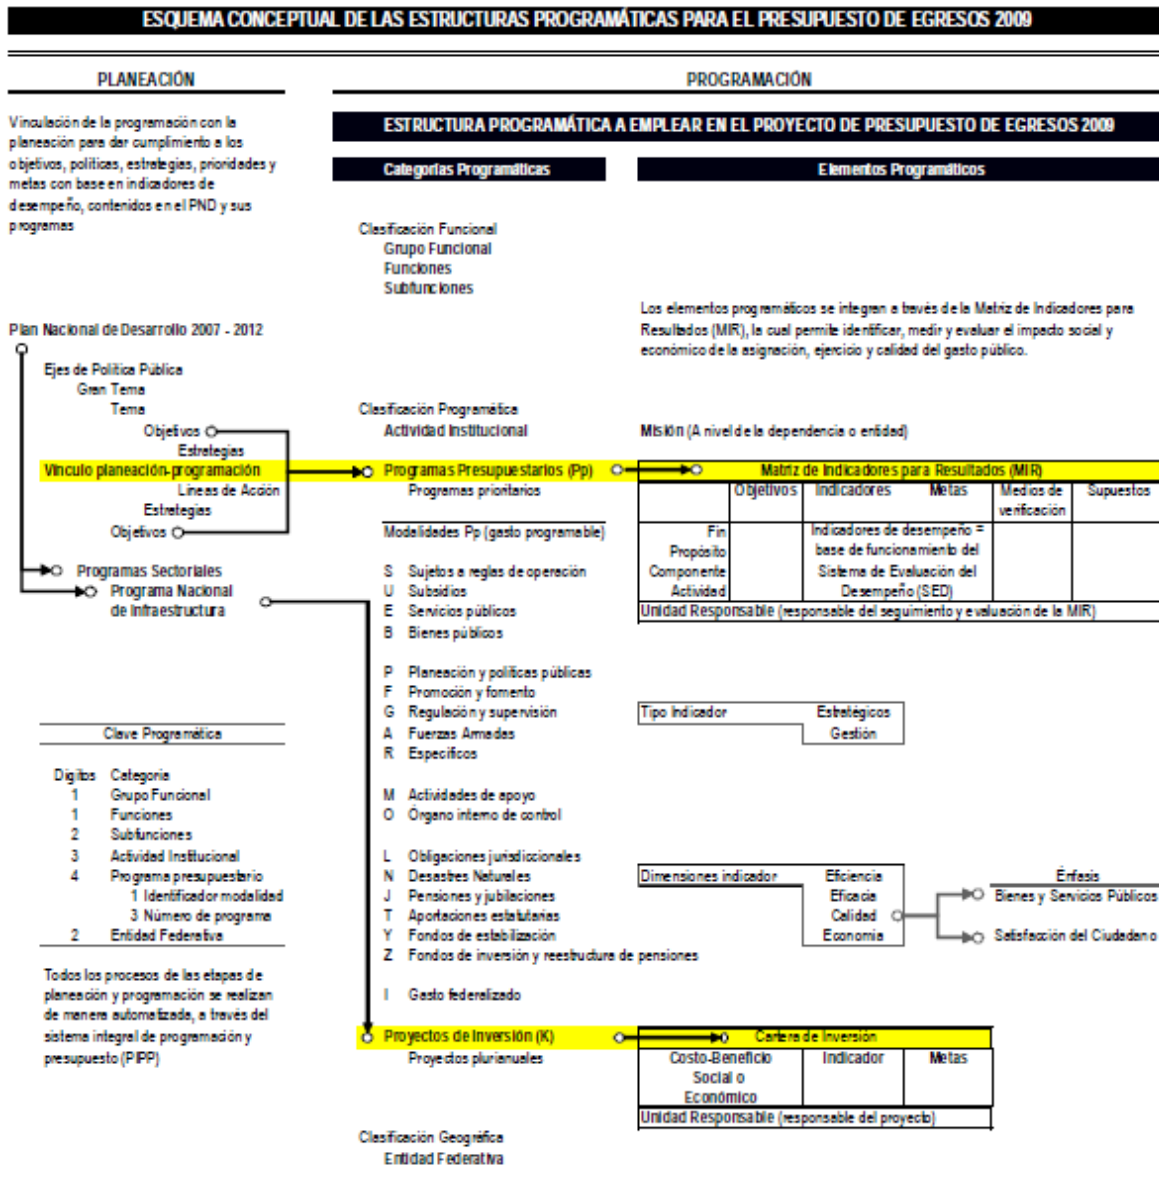 ESQUEMA CONCEPTUAL DE LAS ESTRUCTURAS PROGRAMÁTICAS PARA EL PRESUPUESTO DE EGRESOS 2009
PLANEACIÓN
Vinculación de la programación con la
planeación para dar cumplimiento a los
objetivos, políticas, estrategias, prioridades y
metas con base en indicadores de
desempeño, contenidos en el PND y sus
programas
Plan Nacional de Desarrollo 2007 - 2012
Ejes de Política Pública
Gran Tema
Tema
Objetivos
Estrategias
Vínculo planeación-programación
Líneas de Acción
Estrategias
Objetivos
Programas Sectoriales
Programa Nacional
de Infraestructura
Clave Programática
Dígitos Categoría
1 Grupo Funcional
1 Funciones
2 Subfunciones
3 Actividad Institucional
4 Programa presupuestario
1 Identificador modalidad
3 Número de programa
2 Entidad Federativa
Todos los procesos de las etapas de
planeación y programación se realizan
de manera automatizada, a través del
sistema integral de programación y
presupuesto (PIPP)
PROGRAMACIÓN
ESTRUCTURA PROGRAMÁTICA A EMPLEAR EN EL PROYECTO DE PRESUPUESTO DE EGRESOS 2009
Categorías Programáticas
Clasificación Funcional
Grupo Funcional
Funciones
Subfunciones
Clasificación Programática
Actividad Institucional
Programas Presupuestarios (Pp)
Programas prioritarios
Modalidades Pp (gasto programable)
S Sujetos a reglas de operación
U Subsidios
E Servicios públicos
B Bienes públicos
P Planeación y políticas públicas
F Promoción y fomento
G Regulación y supervisión
A Fuerzas Armadas
R Específicos
M Actividades de apoyo
O Órgano interno de control
L Obligaciones jurisdiccionales
N Desastres Naturales
J Pensiones y jubilaciones
T Aportaciones estatutarias
Y Fondos de estabilización
Z Fondos de inversión y reestructura de pensiones
I Gasto federalizado
Proyectos de Inversión (K)
Proyectos plurianuales
Clasificación Geográfica
Entidad Federativa
Elementos Programáticos
Los elementos programáticos se integran a través de la Matriz de Indicadores para
Resultados (MIR), la cual permite identificar, medir y evaluar el impacto social y
económico de la asignación, ejercicio y calidad del gasto público.
Misión (A nivel de la dependencia o entidad)
Matriz de Indicadores para Resultados (MIR)
Objetivos Indicadores Metas Medios de Supuestos
verificación
Fin Indicadores de desempeño =
Propósito base de funcionamiento del
Componente Sistema de Evaluación del
Actividad Desempeño (SED)
Unidad Responsable (responsable del seguimiento y evaluación de la MIR)
Tipo Indicador Estratégicos
Gestión
Dimensiones indicador Eficiencia
Eficacia
Calidad
Economía
Énfasis
Bienes y Servicios Públicos
Satisfacción del Ciudadano
Cartera de Inversión
Costo-Beneficio Indicador Metas
Social o
Económico
Unidad Responsable (responsable del proyecto)